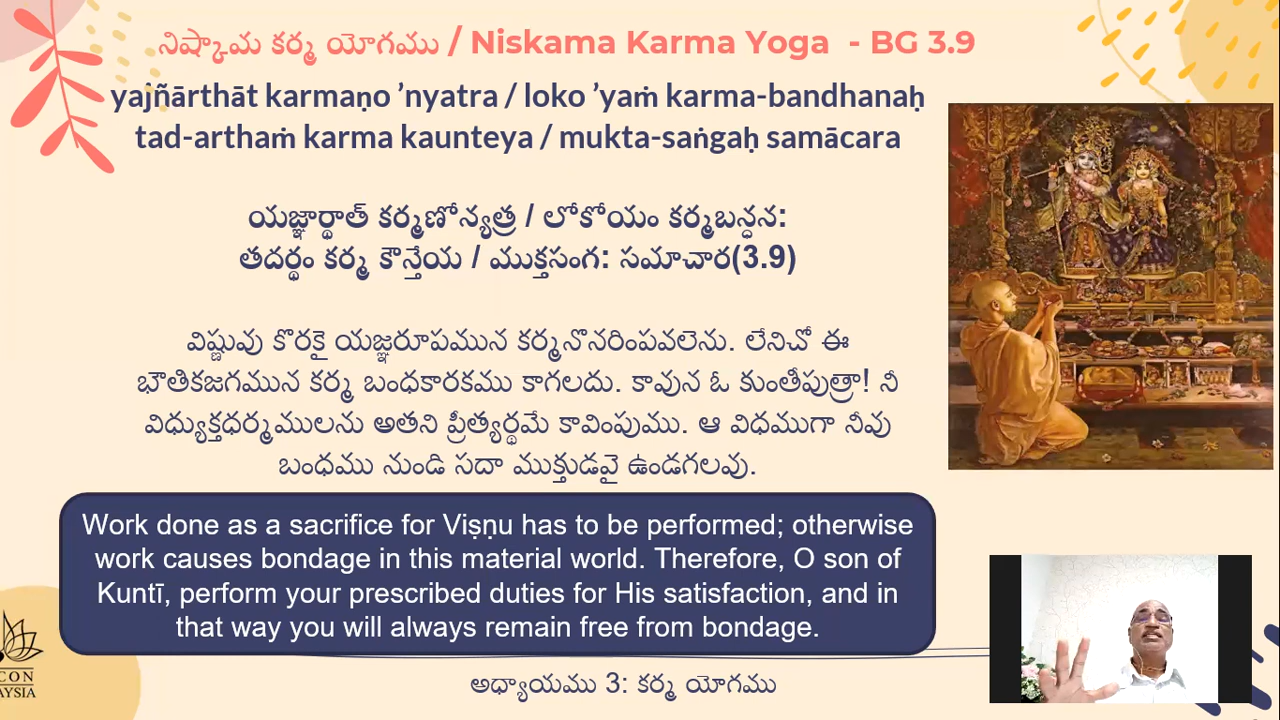 నిష్కామ కర్మ యోగము / Niskama Karma Yoga - BG 3.9
yajñārthāt karmaṇo ’nyatra / loko ’yaṁ karma-bandhanaḥ
tad-arthaṁ karma kaunteya / mukta-saṅgaḥ samācara
యజ్ఞార్థాత్ కర్మణోన్యత్ర / లోకోయం కర్మబన్ధన:
తదర్థం కర్మ కౌన్తేయ / ముక్తసంగ: సమాచార(3.9)
విష్ణువు కొరకై యజ్ఞరూపమున కర్మనొనరింపవలెను. లేనిచో ఈ
భౌతికజగమున కర్మ బంధకారకము కాగలదు. కావున ఓ కుంతీపుత్రా! నీ
విధ్యుక్తధర్మములను అతని ప్రీత్యర్థమే కావింపుము. ఆ విధముగా నీవు
బంధము నుండి సదా ముక్తుడవై ఉండగలవు.
Work done as a sacrifice for Viṣṇu has to be performed; otherwise
work causes bondage in this material world. Therefore, O son of
Kuntī, perform your prescribed duties for His satisfaction, and in
that way you will always remain free from bondage.
CON
AYSIA
అధ్యాయము 3: కర్మ యోగము